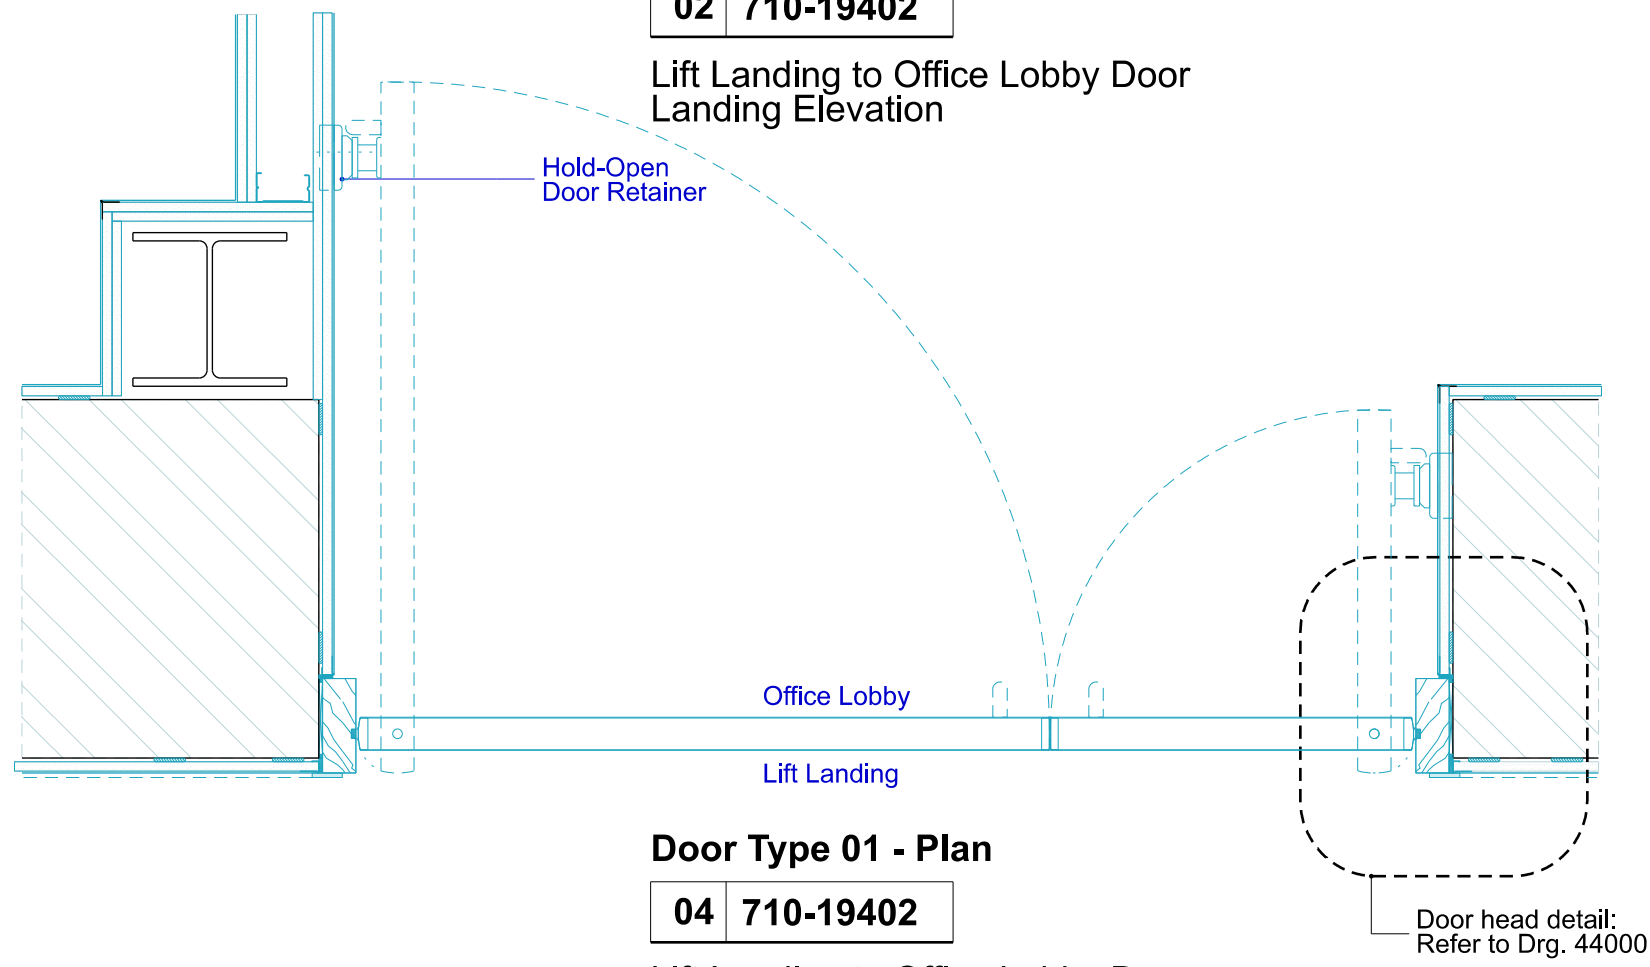 02 710-19402
Lift Landing to Office Lobby Door
Landing Elevation
Hold-Open
Door Retainer
Office Lobby
Lift Landing
Door Type 01 - Plan
04 710-19402
Door head detail:
Refer to Drg. 44000